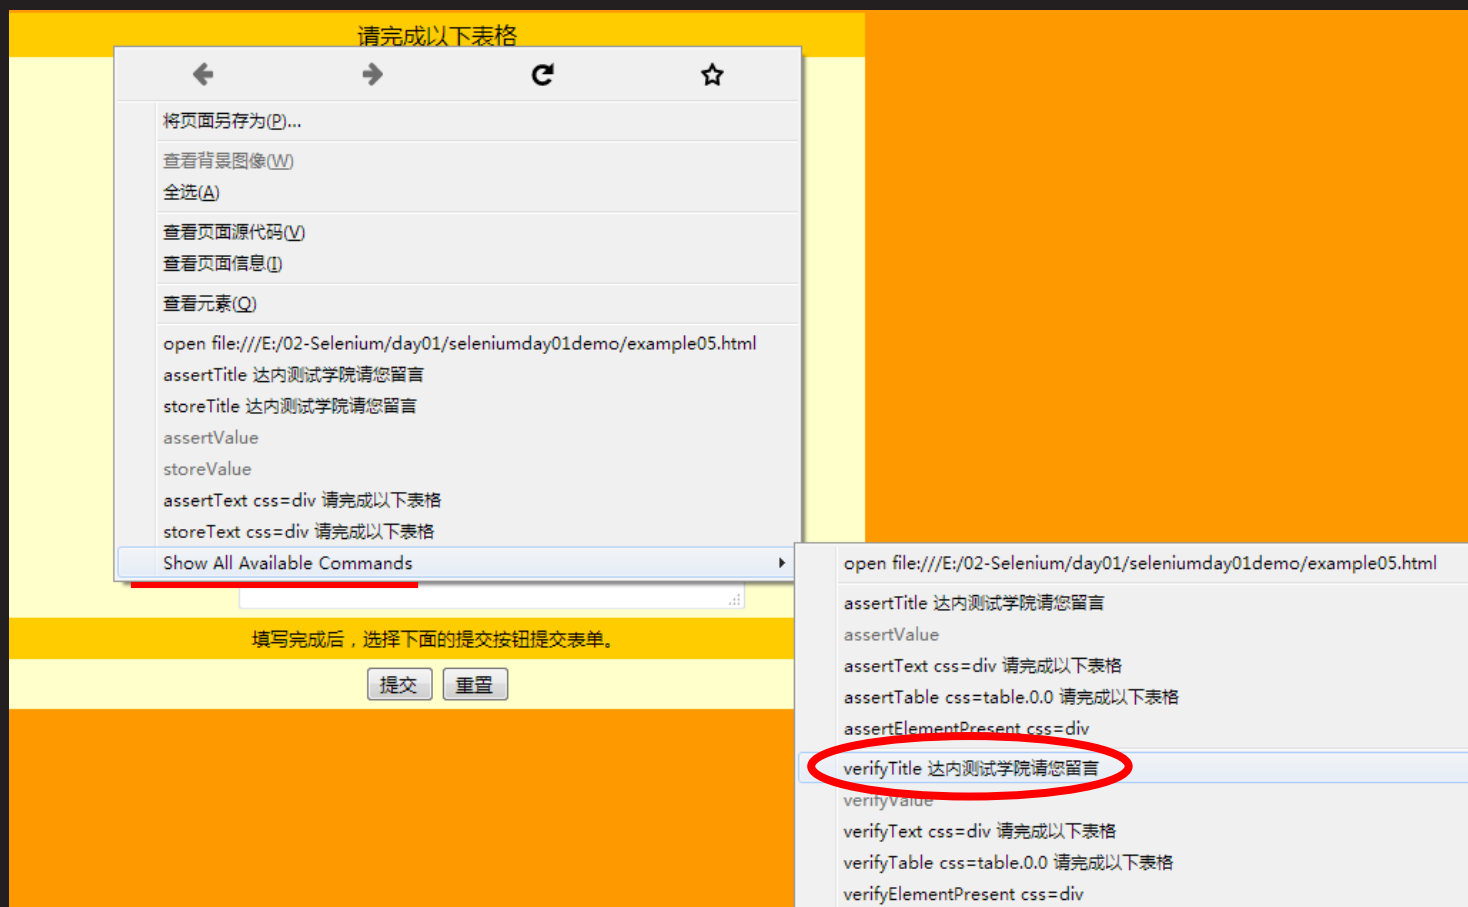 请完成以下表格
将页面另存为(P)...
查看背景图像(W)
全选(A)
查看页面源代码(V)
查看页面信息(I)
查看元素(Q)
open file:///E:/02-Selenium/day01/seleniumday01demo/example05.html
assertTitle 达内测试学院请您留言
storeTitle 达内测试学院请您留言
assertValue
storeValue
assertText css=div 请完成以下表格
storeText css=div 请完成以下表格
Show All Available Commands
填写完成后，选择下面的提交按钮提交表单。
提交 重置
open file:///E:/02-Selenium/day01/seleniumday01demo/example05.html
assertTitle 达内测试学院请您留言
assertValue
assertText css=div 请完成以下表格
assertTable css=table.0.0 请完成以下表格
assertElementPresent css=div
verifyTitle 达内测试学院请您留言
verifyValue
verifyText css=div 请完成以下表格
verifyTable css=table.0.0 请完成以下表格
verifyElementPresent css=div